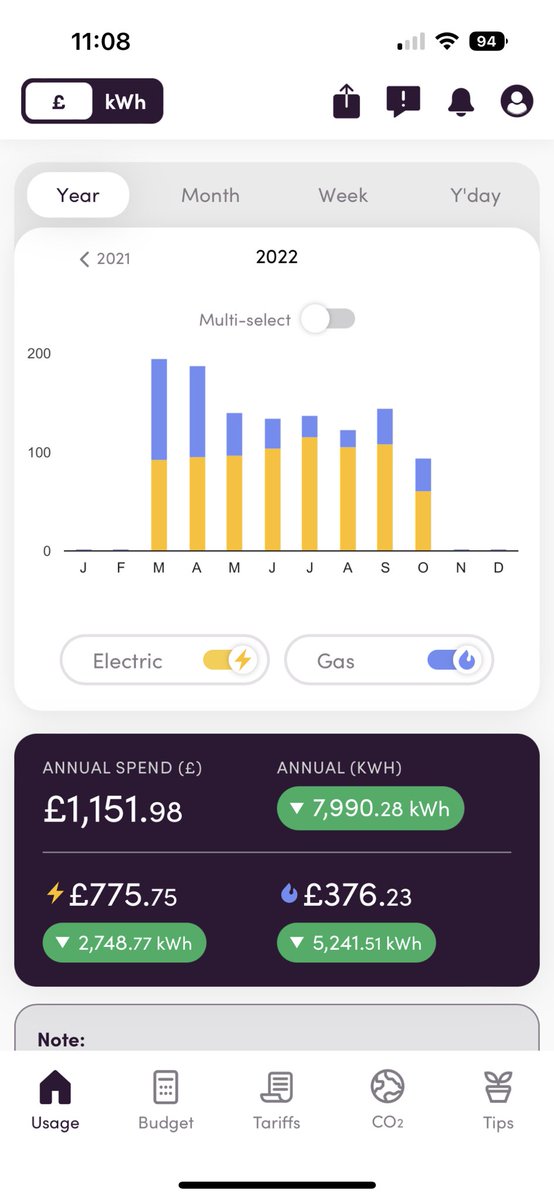 11:08
94
£ kWh
Year Month Week Y'day
2021 2022
Multi-select
200
100
0
J F M A M J J A S O N D
Electric Gas
ANNUAL SPEND (£) ANNUAL (KWH)
£1,151.98 ▼ 7,990.28 kWh
£775.75 £376.23
▼ 2,748.77 kWh ▼ 5,241.51 kWh
Note:
Usage Budget Tariffs CO2 Tips